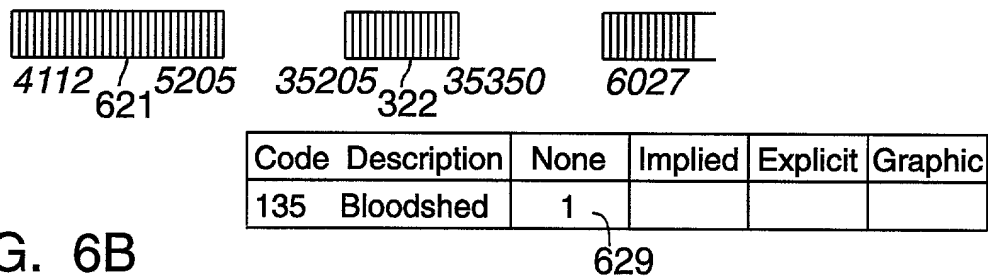 4112 621 5205 35205 322 35350 6027
Code Description None Implied Explicit Graphic
135 Bloodshed 1
629
G. 6B